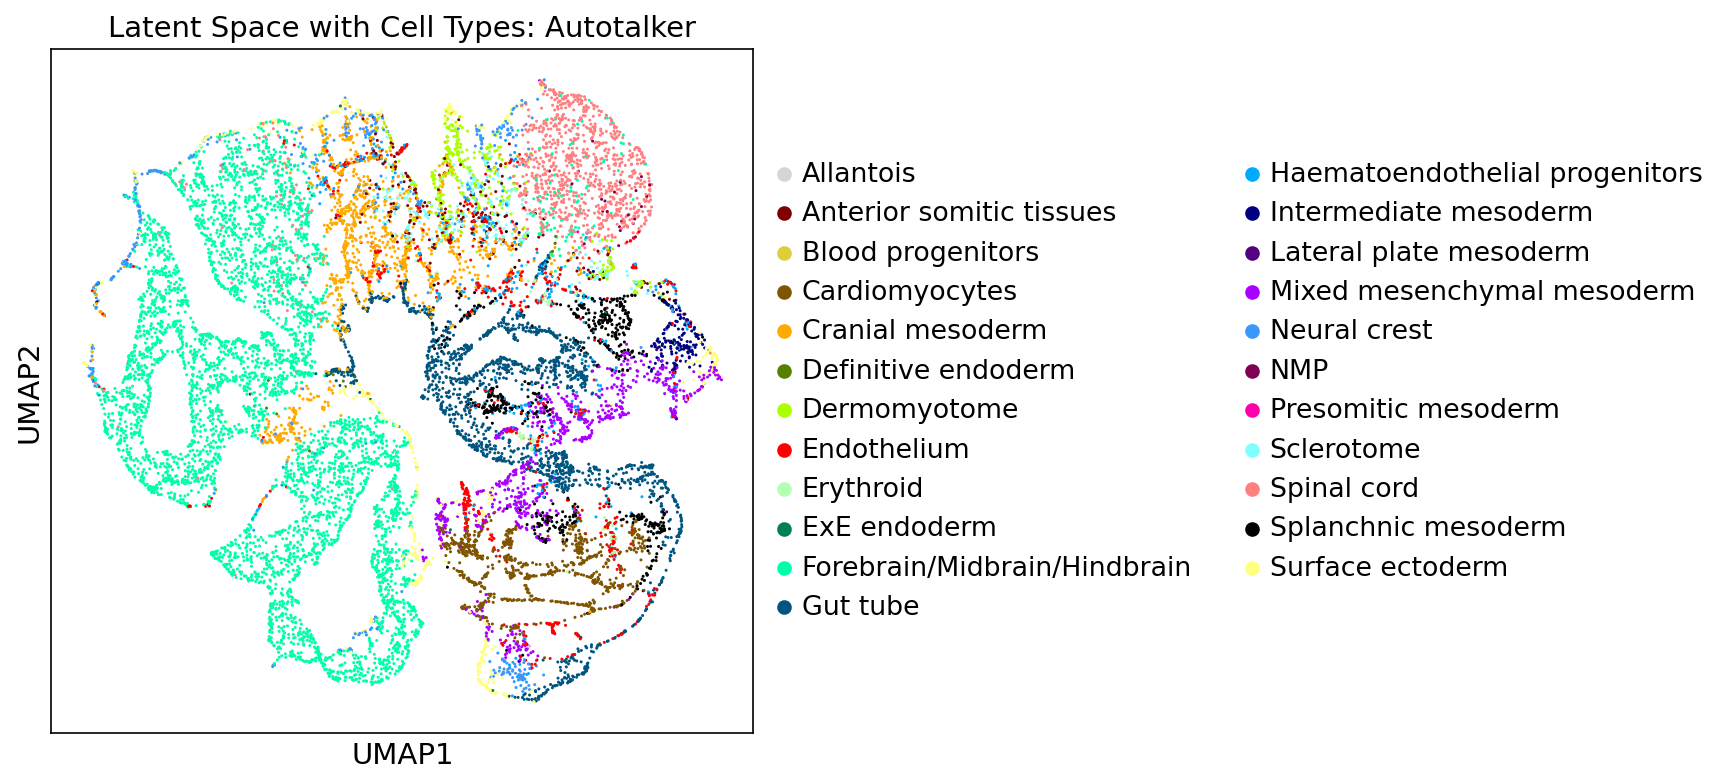 Latent Space with Cell Types: Autotalker
UMAP2
UMAP1
Allantois
Anterior somitic tissues
Blood progenitors
Cardiomyocytes
Cranial mesoderm
Definitive endoderm
Dermomyotome
Endothelium
Erythroid
ExE endoderm
Forebrain/Midbrain/Hindbrain
Gut tube
Haematoendothelial progenitors
Intermediate mesoderm
Lateral plate mesoderm
Mixed mesenchymal mesoderm
Neural crest
NMP
Presomitic mesoderm
Sclerotome
Spinal cord
Splanchnic mesoderm
Surface ectoderm